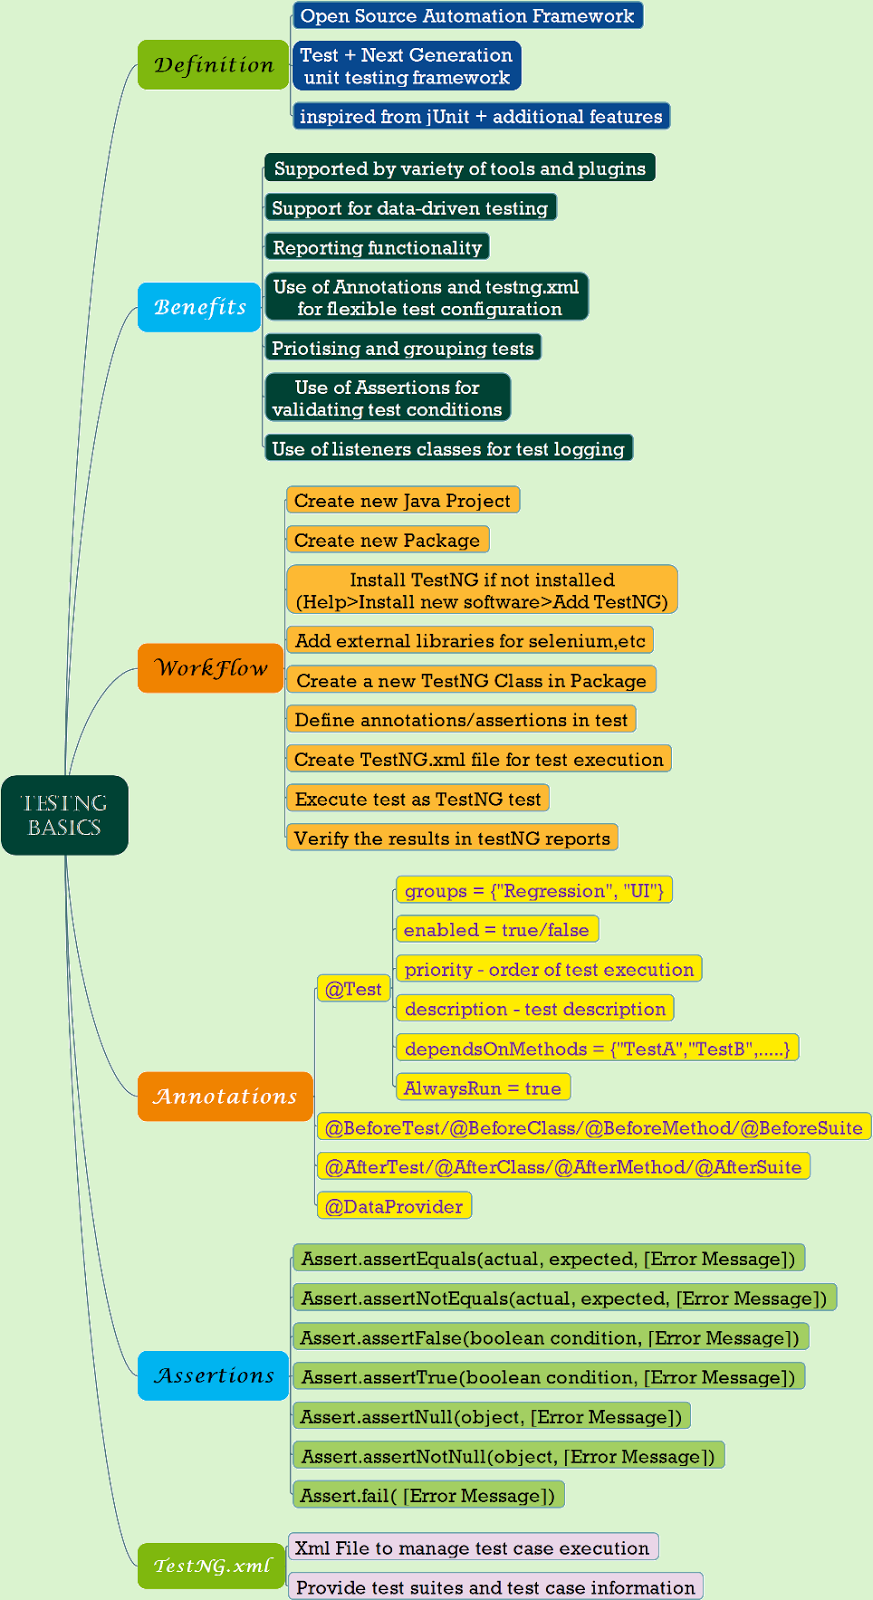 Open Source Automation Framework
Definition
Test + Next Generation
unit testing framework
inspired from jUnit + additional features
Supported by variety of tools and plugins
Support for data-driven testing
Reporting functionality
Benefits
Use of Annotations and testng.xml
for flexible test configuration
Priotising and grouping tests
Use of Assertions for
validating test conditions
Use of listeners classes for test logging
Create new Java Project
Create new Package
Install TestNG if not installed
(Help>Install new software>Add TestNG)
Add external libraries for selenium,etc
WorkFlow
Create a new TestNG Class in Package
Define annotations/assertions in test
Create TestNG.xml file for test execution
Execute test as TestNG test
Verify the results in testNG reports
TESTNG
BASICS
groups = {"Regression", "UI"}
enabled = true/false
priority - order of test execution
@Test
description - test description
dependsOnMethods = {"TestA","TestB",.....}
AlwaysRun = true
Annotations
@BeforeTest/@BeforeClass/@BeforeMethod/@BeforeSuite
@AfterTest/@AfterClass/@AfterMethod/@AfterSuite
@DataProvider
Assert.assertEquals(actual, expected, [Error Message])
Assert.assertNotEquals(actual, expected, [Error Message])
Assert.assertFalse(boolean condition, [Error Message])
Assertions
Assert.assertTrue(boolean condition, [Error Message])
Assert.assertNull(object, [Error Message])
Assert.assertNotNull(object, [Error Message])
Assert.fail( [Error Message])
TestNG.xml
Xml File to manage test case execution
Provide test suites and test case information